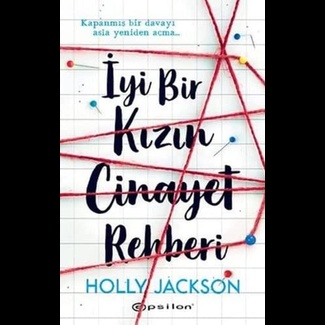 Kapanmış bir davayı
asla yeniden açma...
İyi Bir
Kızın
Cinayet
Rehberi
HOLLY JACKSON
epsilon